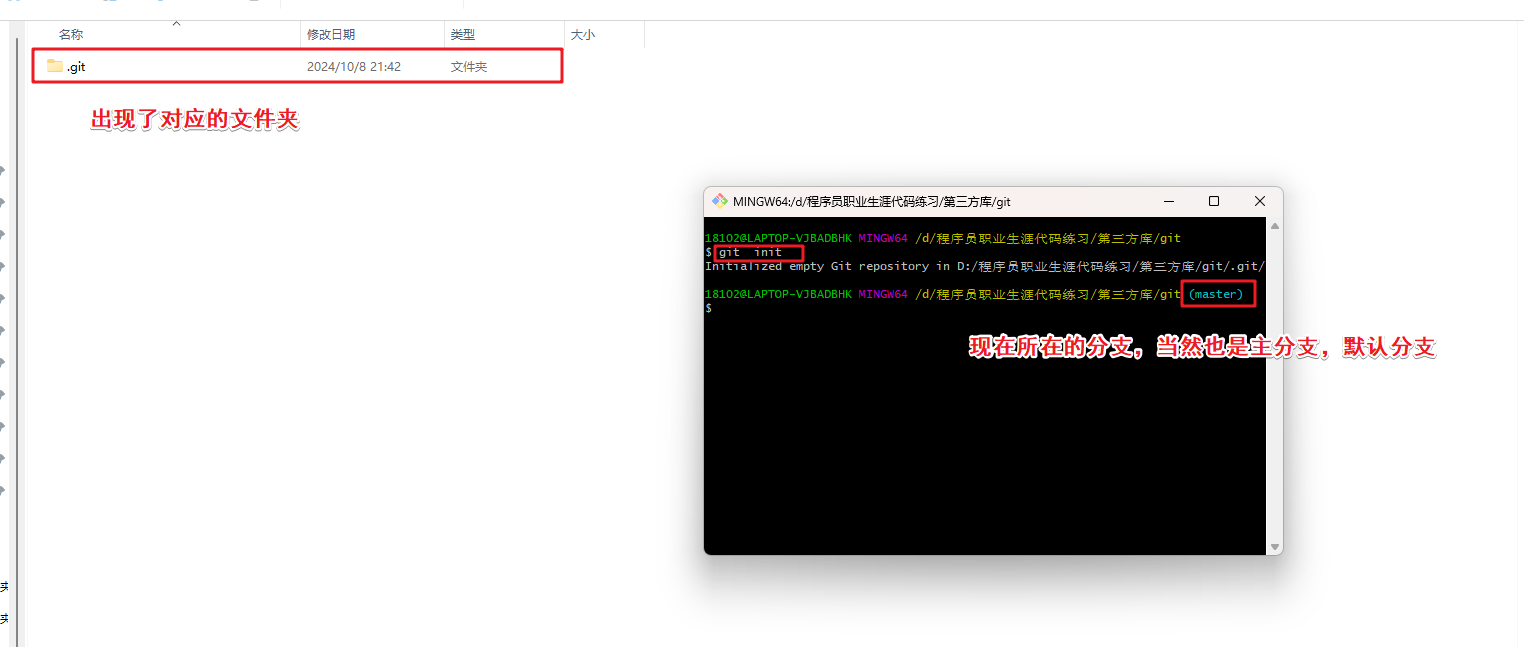 名称 修改日期 类型 大小
.git 2024/10/8 21:42 文件夹
出现了对应的文件夹
MINGW64:/d/程序员职业生涯代码练习/第三方库/git
18102@LAPTOP-VJBADBHK MINGW64 /d/程序员职业生涯代码练习/第三方库/git
$ git  init
Initialized empty Git repository in D:/程序员职业生涯代码练习/第三方库/git/.git/
18102@LAPTOP-VJBADBHK MINGW64 /d/程序员职业生涯代码练习/第三方库/git (master)
$
现在所在的分支，当然也是主分支，默认分支
夹
夹